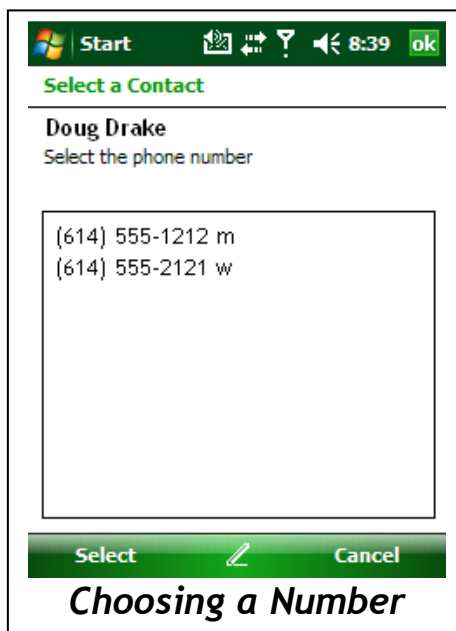 Start 8:39 ok
Select a Contact
Doug Drake
Select the phone number
(614) 555-1212 m
(614) 555-2121 w
Select Cancel
Choosing a Number